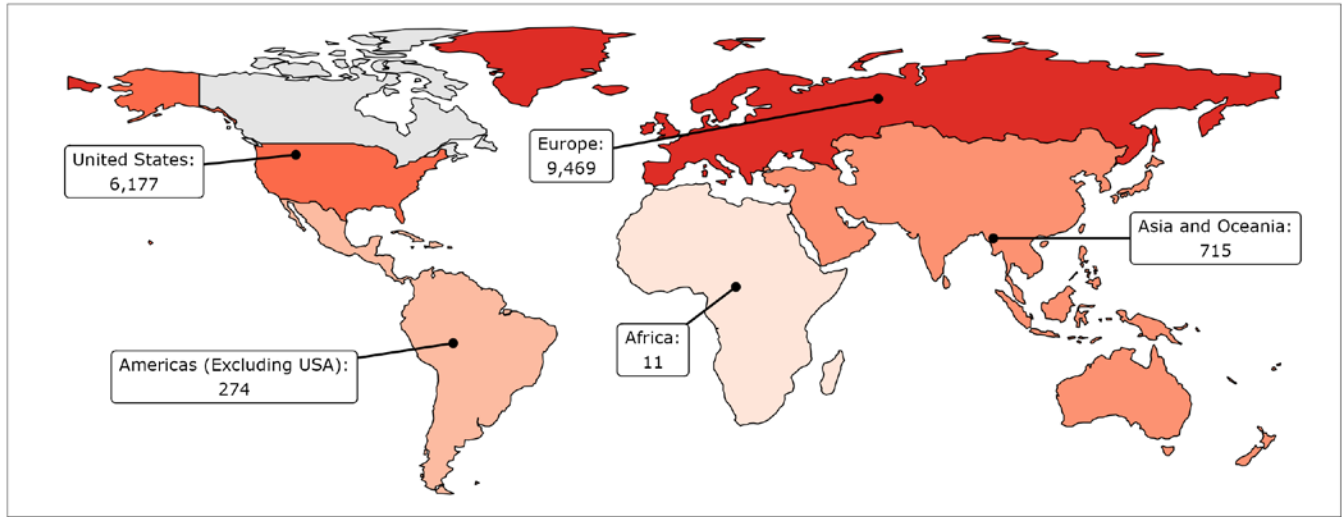 United States:
6,177
Europe:
9,469
Asia and Oceania:
715
Africa:
11
Americas (Excluding USA):
274